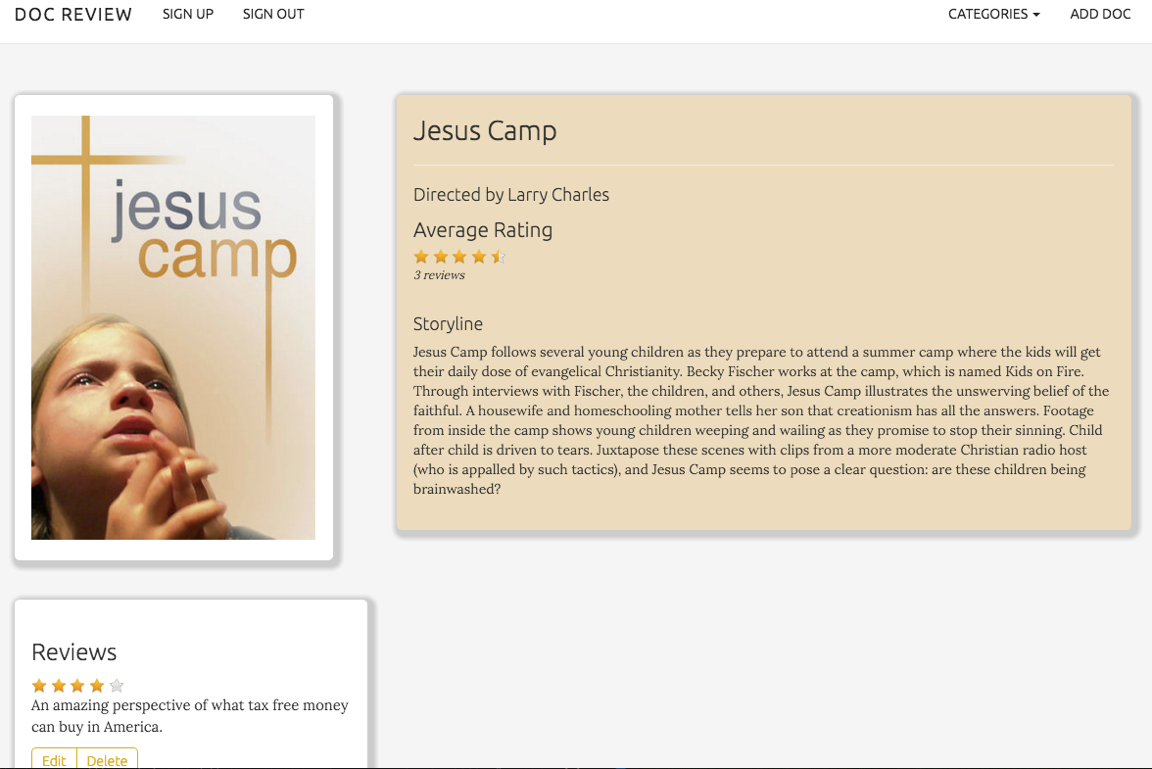 DOC REVIEW SIGN UP SIGN OUT CATEGORIES ADD DOC
jesus
camp
Jesus Camp
Directed by Larry Charles
Average Rating
3 reviews
Storyline
Jesus Camp follows several young children as they prepare to attend a summer camp where the kids will get
their daily dose of evangelical Christianity. Becky Fischer works at the camp, which is named Kids on Fire.
Through interviews with Fischer, the children, and others, Jesus Camp illustrates the unswerving belief of the
faithful. A housewife and homeschooling mother tells her son that creationism has all the answers. Footage
from inside the camp shows young children weeping and wailing as they promise to stop their sinning. Child
after child is driven to tears. Juxtapose these scenes with clips from a more moderate Christian radio host
(who is appalled by such tactics), and Jesus Camp seems to pose a clear question: are these children being
brainwashed?
Reviews
An amazing perspective of what tax free money
can buy in America.
Edit Delete